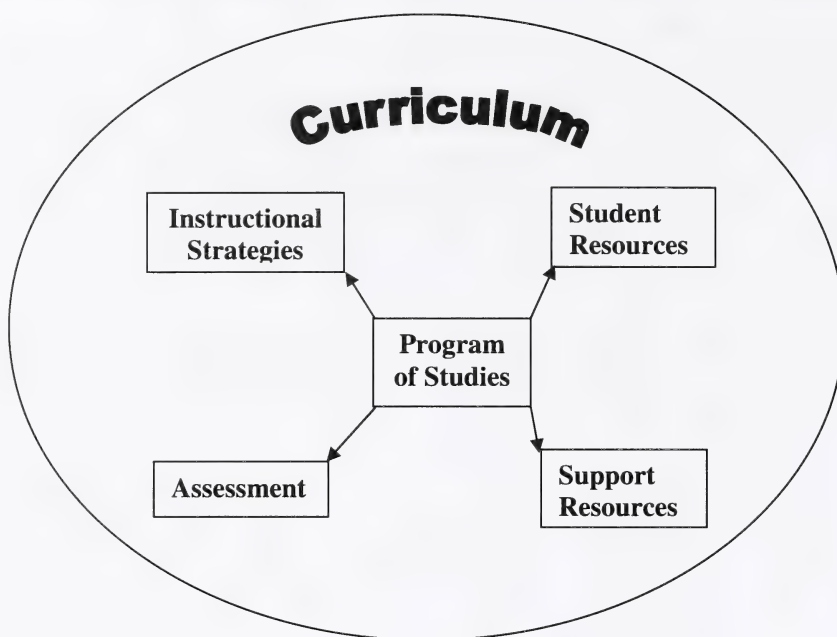 Curriculum
Instructional
Strategies
Student
Resources
Program
of Studies
Assessment
Support
Resources